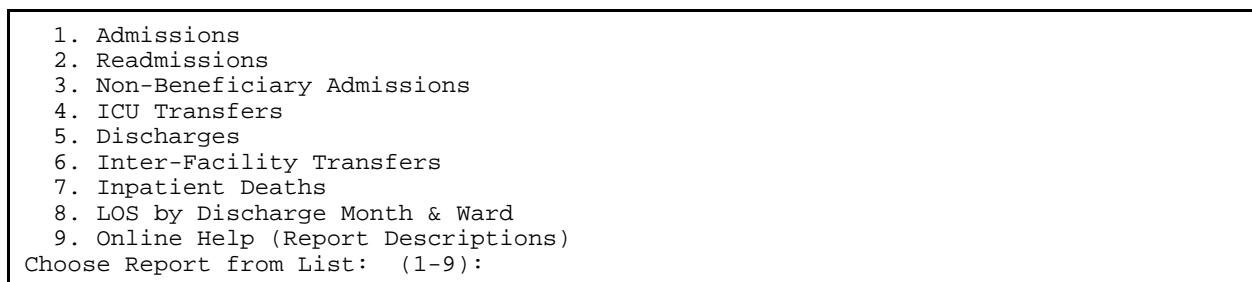 1. Admissions
2. Readmissions
3. Non-Beneficiary Admissions
4. ICU Transfers
5. Discharges
6. Inter-Facility Transfers
7. Inpatient Deaths
8. LOS by Discharge Month & Ward
9. Online Help (Report Descriptions)
Choose Report from List:  (1-9):